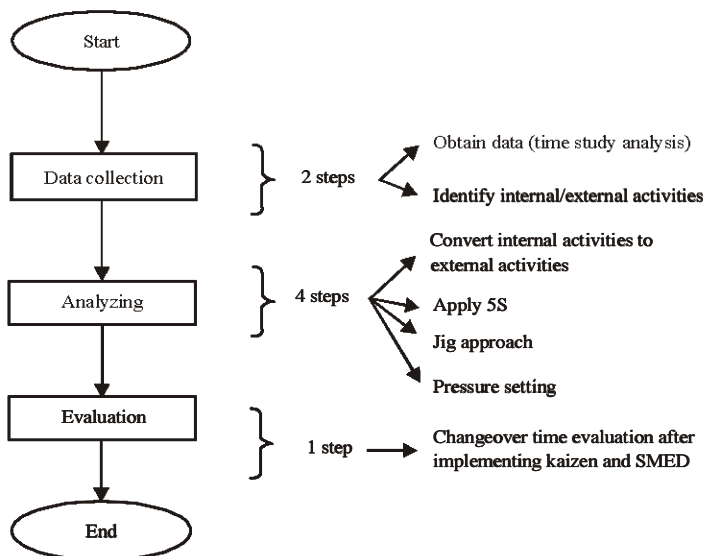 Start
Data collection
2 steps
Obtain data (time study analysis)
Identify internal/external activities
Analyzing
4 steps
Convert internal activities to
external activities
Apply 5S
Jig approach
Pressure setting
Evaluation
1 step
Changeover time evaluation after
implementing kaizen and SMED
End